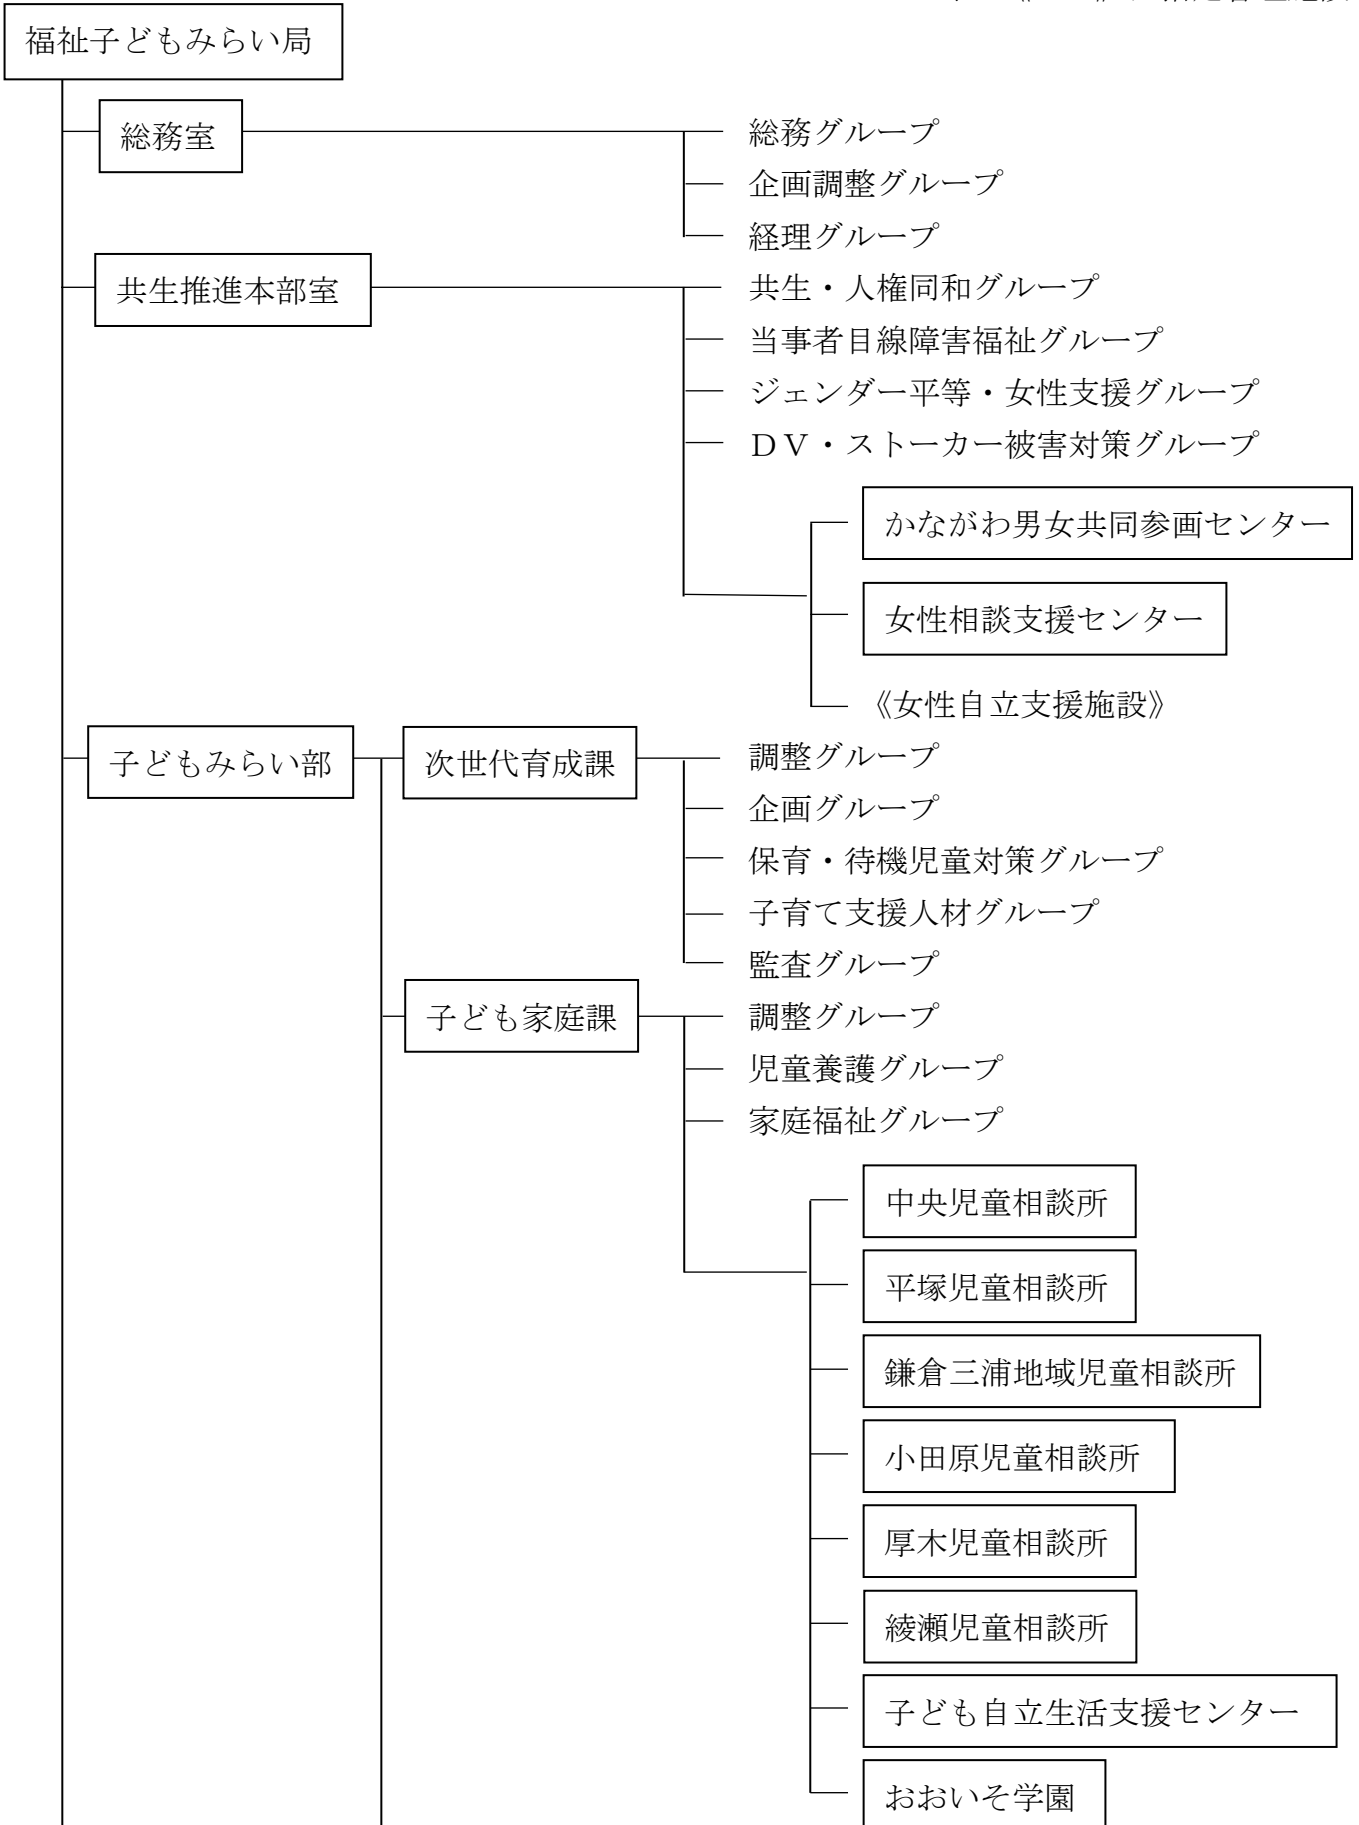 福祉子どもみらい局
総務室
総務グループ
企画調整グループ
経理グループ
共生推進本部室
共生・人権同和グループ
当事者目線障害福祉グループ
ジェンダー平等・女性支援グループ
ＤＶ・ストーカー被害対策グループ
かながわ男女共同参画センター
女性相談支援センター
《女性自立支援施設》
子どもみらい部
次世代育成課
調整グループ
企画グループ
保育・待機児童対策グループ
子育て支援人材グループ
監査グループ
子ども家庭課
調整グループ
児童養護グループ
家庭福祉グループ
中央児童相談所
平塚児童相談所
鎌倉三浦地域児童相談所
小田原児童相談所
厚木児童相談所
綾瀬児童相談所
子ども自立生活支援センター
おおいそ学園